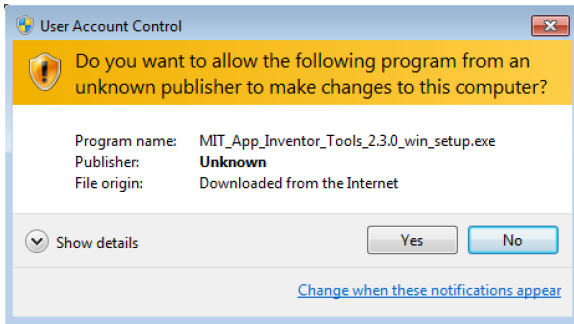 User Account Control
Do you want to allow the following program from an
unknown publisher to make changes to this computer?
Program name: MIT_App_Inventor_Tools_2.3.0_win_setup.exe
Publisher: Unknown
File origin: Downloaded from the Internet
Show details
Yes
No
Change when these notifications appear